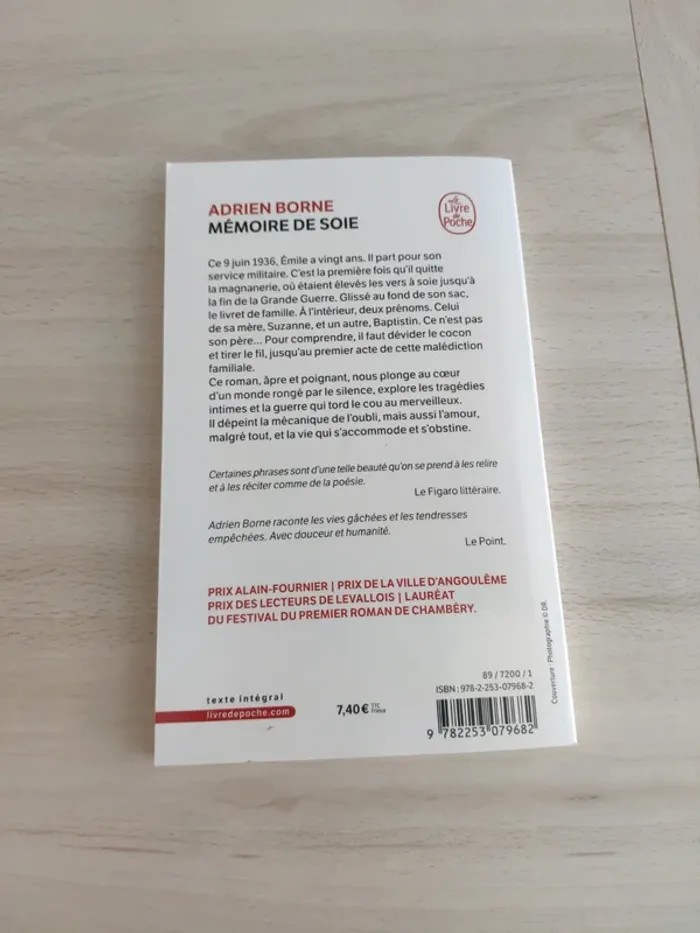 ADRIEN BORNE
MÉMOIRE DE SOIE
Le
Livre
de
Poche
Ce 9 juin 1936, Émile a vingt ans. Il part pour son
service militaire. C'est la première fois qu'il quitte
la magnanerie, où étaient élevés les vers à soie jusqu'à
la fin de la Grande Guerre. Glissé au fond de son sac,
le livret de famille. À l'intérieur, deux prénoms. Celui
de sa mère, Suzanne, et un autre, Baptistin. Ce n'est pas
son père... Pour comprendre, il faut dévider le cocon
et tirer le fil, jusqu'au premier acte de cette malédiction
familiale.
Ce roman, âpre et poignant, nous plonge au cœur
d'un monde rongé par le silence, explore les tragédies
intimes et la guerre qui tord le cou au merveilleux.
Il dépeint la mécanique de l'oubli, mais aussi l'amour,
malgré tout, et la vie qui s'accommode et s'obstine.
Certaines phrases sont d'une telle beauté qu'on se prend à les relire
et à les réciter comme de la poésie.
Le Figaro littéraire.
Adrien Borne raconte les vies gâchées et les tendresses
empêchées. Avec douceur et humanité.
Le Point.
PRIX ALAIN-FOURNIER | PRIX DE LA VILLE D'ANGOULÊME
PRIX DES LECTEURS DE LEVALLOIS | LAURÉAT
DU FESTIVAL DU PREMIER ROMAN DE CHAMBÉRY.
Couverture : Photographie © DR.
texte intégral
livredepoche.com
7,40 € TTC
France
89 / 7200 / 1
ISBN : 978-2-253-07968-2
9 782253 079682